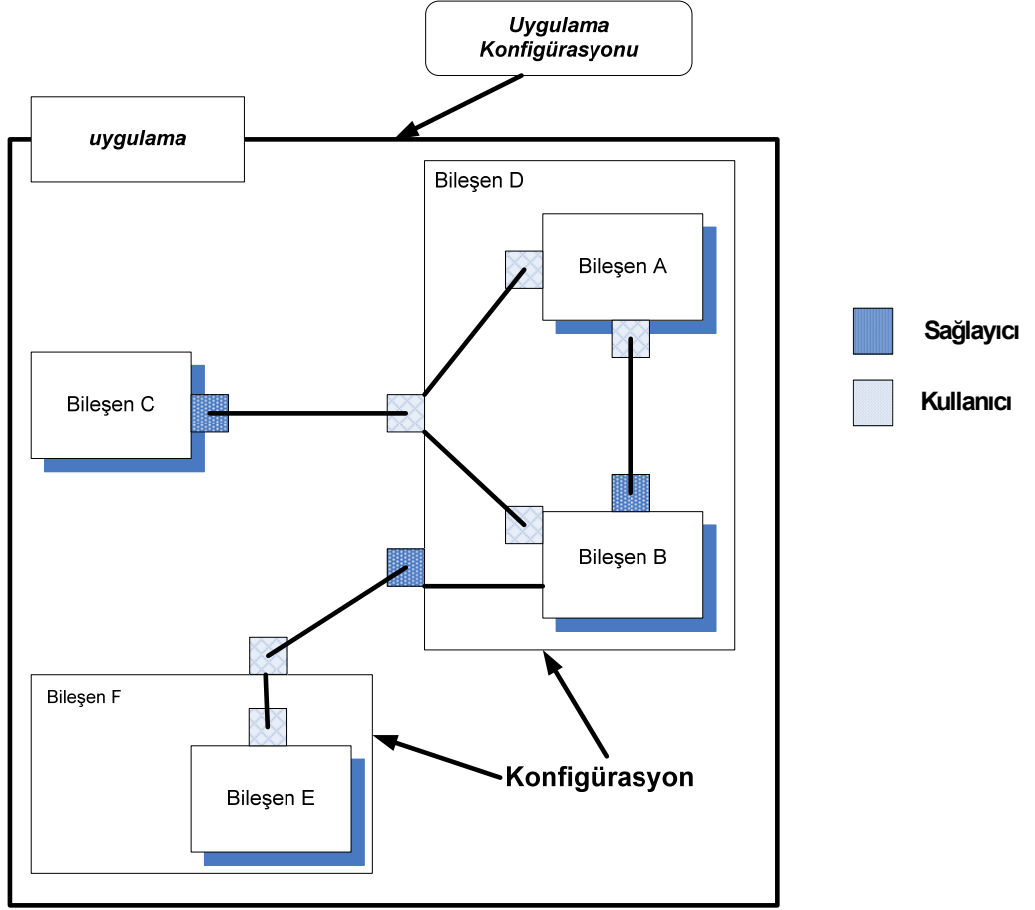 Uygulama
Konfigürasyonu
uygulama
Bileşen D
Bileşen A
Sağlayıcı
Bileşen C
Kullanıcı
Bileşen B
Bileşen F
Konfigürasyon
Bileşen E